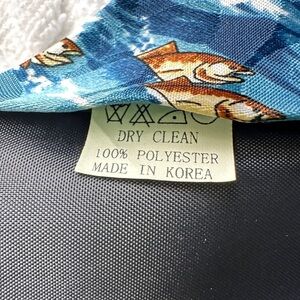 DRY CLEAN
100% POLYESTER
MADE IN KOREA